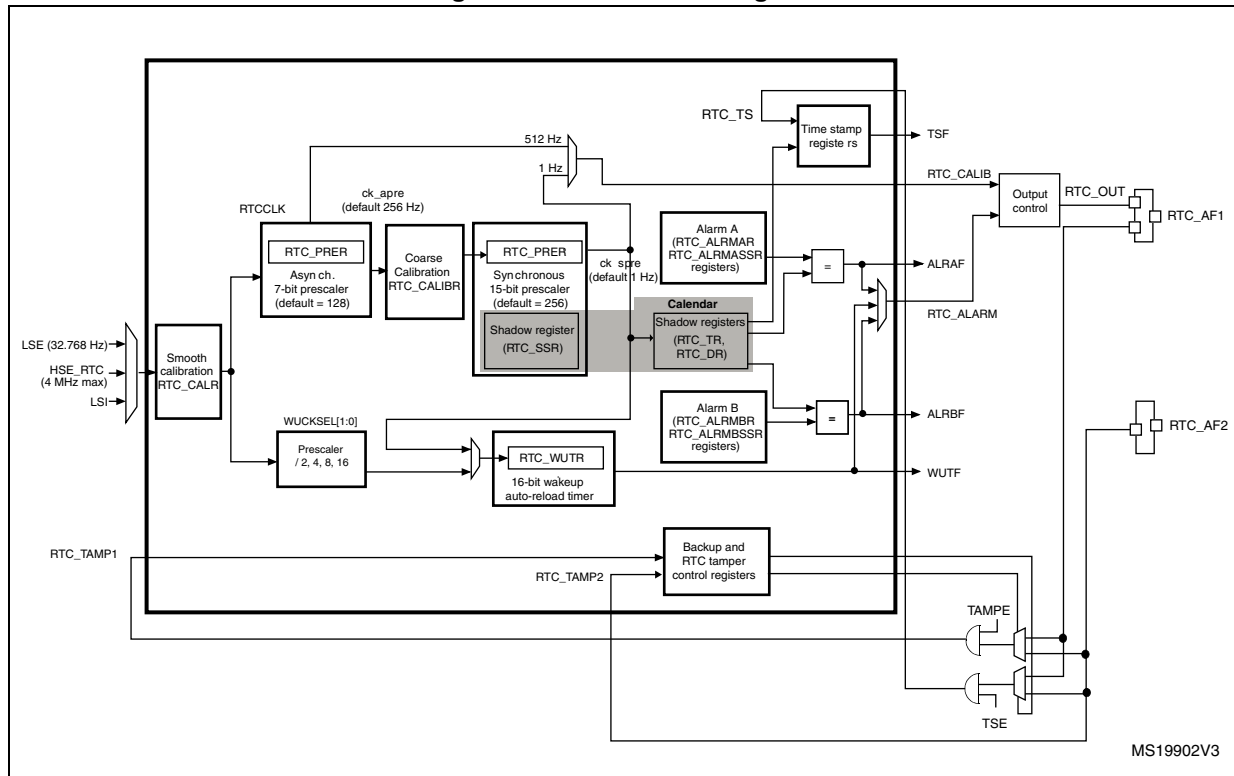 RTC_TS
Time stamp
registe rs
TSF
512 Hz
1 Hz
RTC_CALIB
Output
control
RTC_OUT
RTC_AF1
RTCCLK
ck_apre
(default 256 Hz)
RTC_PRER
Asyn ch.
7-bit prescaler
(default = 128)
Coarse
Calibration
RTC_CALIBR
RTC_PRER
Synchronous
15-bit prescaler
(default = 256)
ck_spre
(default 1 Hz)
Shadow register
(RTC_SSR)
Alarm A
(RTC_ALRMAR
RTC_ALRMASSR
registers)
=
ALRAF
Calendar
Shadow registers
(RTC_TR,
RTC_DR)
RTC_ALARM
LSE (32.768 Hz)
HSE_RTC
(4 MHz max)
LSI
Smooth
calibration
RTC_CALR
Alarm B
(RTC_ALRMBR
RTC_ALRMBSSR
registers)
=
ALRBF
RTC_AF2
WUCKSEL[1:0]
Prescaler
/ 2, 4, 8, 16
RTC_WUTR
16-bit wakeup
auto-reload timer
WUTF
RTC_TAMP1
RTC_TAMP2
Backup and
RTC tamper
control registers
TAMPE
TSE
MS19902V3